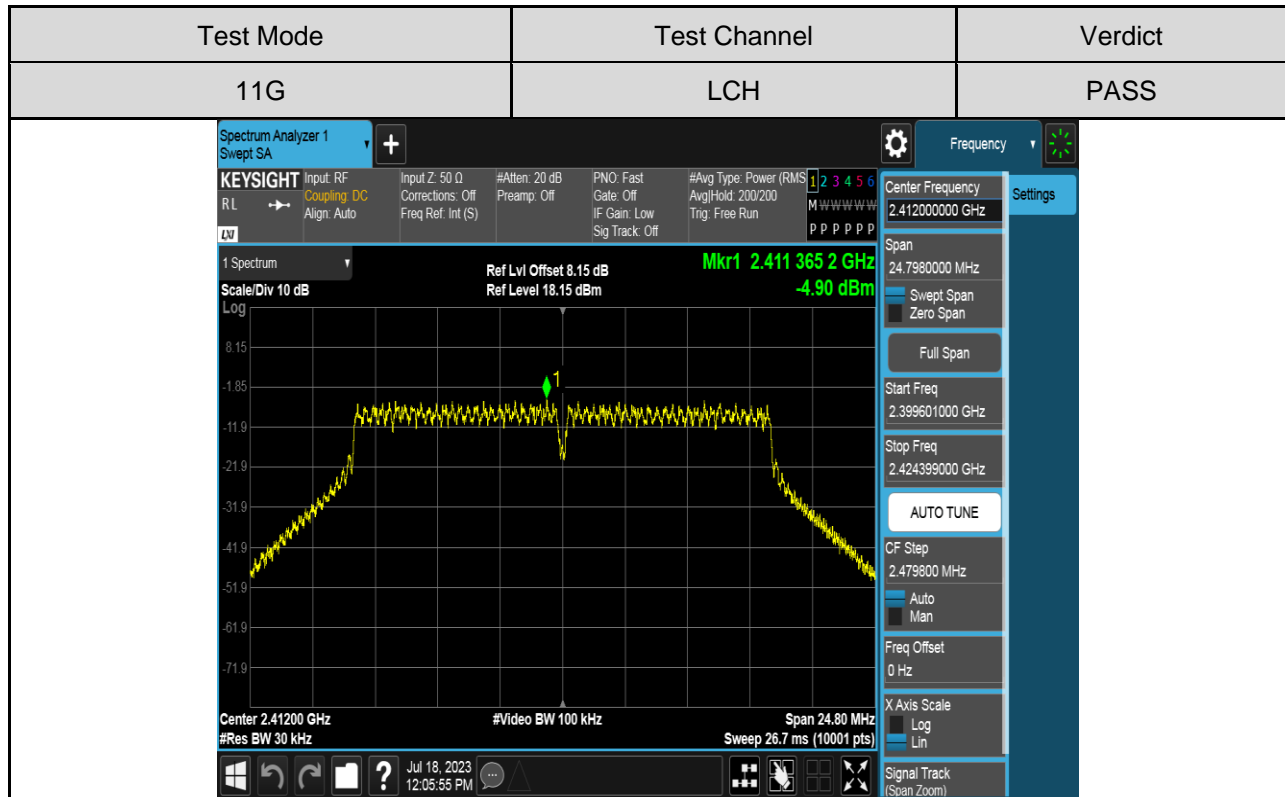 Test Mode Test Channel Verdict
11G LCH PASS
Spectrum Analyzer 1
Swept SA
Frequency
KEYSIGHT
RL
LXI
Input: RF
Coupling: DC
Align: Auto
Input Z: 50 Ω
Corrections: Off
Freq Ref: Int (S)
#Atten: 20 dB
Preamp: Off
PNO: Fast
Gate: Off
IF Gain: Low
Sig Track: Off
#Avg Type: Power (RMS
Avg|Hold: 200/200
Trig: Free Run
1 2 3 4 5 6
M W W W W W
P P P P P P
1 Spectrum
Scale/Div 10 dB
Log
Ref Lvl Offset 8.15 dB
Ref Level 18.15 dBm
Mkr1 2.411 365 2 GHz
-4.90 dBm
8.15
-1.85
-11.9
-21.9
-31.9
-41.9
-51.9
-61.9
-71.9
1
Center 2.41200 GHz
#Res BW 30 kHz
#Video BW 100 kHz
Span 24.80 MHz
Sweep 26.7 ms (10001 pts)
Jul 18, 2023
12:05:55 PM
Settings
Center Frequency
2.412000000 GHz
Span
24.7980000 MHz
Swept Span
Zero Span
Full Span
Start Freq
2.399601000 GHz
Stop Freq
2.424399000 GHz
AUTO TUNE
CF Step
2.479800 MHz
Auto
Man
Freq Offset
0 Hz
X Axis Scale
Log
Lin
Signal Track
(Span Zoom)